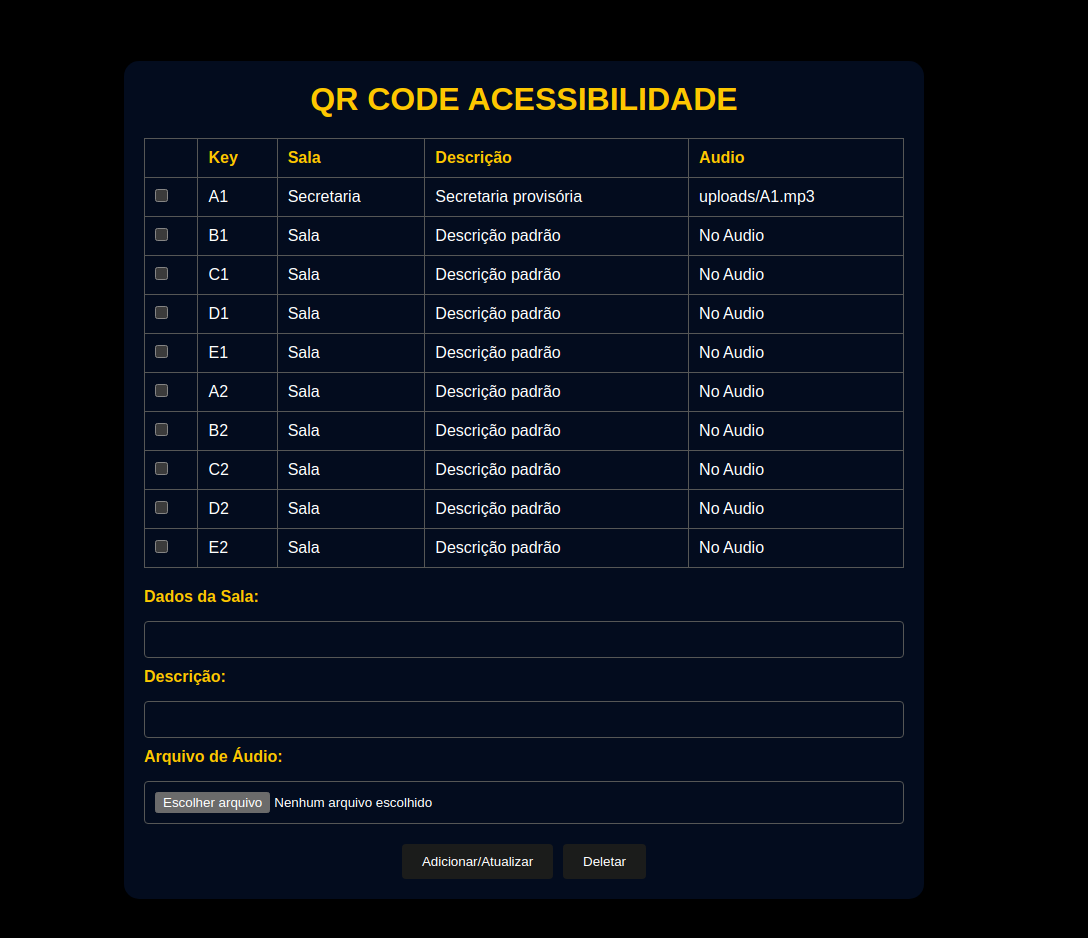 QR CODE ACESSIBILIDADE
Key Sala Descrição Audio
A1 Secretaria Secretaria provisória uploads/A1.mp3
B1 Sala Descrição padrão No Audio
C1 Sala Descrição padrão No Audio
D1 Sala Descrição padrão No Audio
E1 Sala Descrição padrão No Audio
A2 Sala Descrição padrão No Audio
B2 Sala Descrição padrão No Audio
C2 Sala Descrição padrão No Audio
D2 Sala Descrição padrão No Audio
E2 Sala Descrição padrão No Audio
Dados da Sala:
Descrição:
Arquivo de Áudio:
Escolher arquivo Nenhum arquivo escolhido
Adicionar/Atualizar Deletar